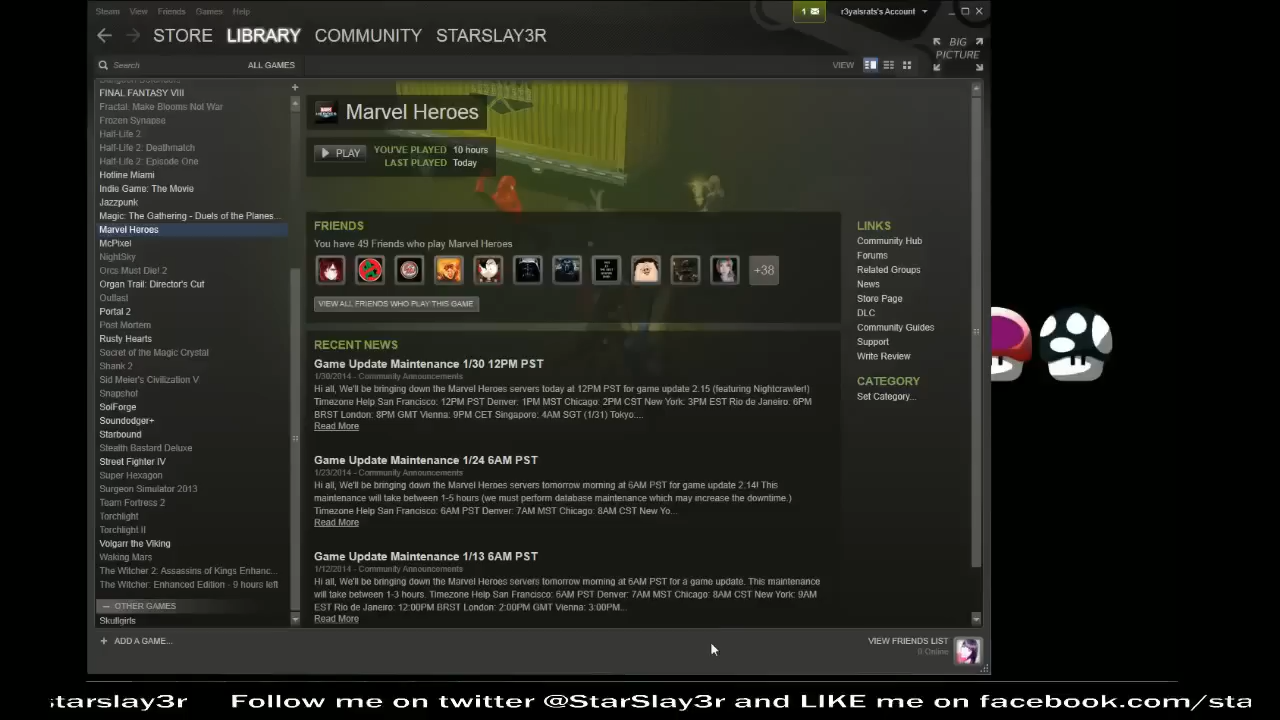 Steam View Friends Games Help
1
r3yalsrats's Account
STORE LIBRARY COMMUNITY STARSLAY3R
BIG
PICTURE
Search
ALL GAMES
VIEW
FINAL FANTASY VIII
Fractal: Make Blooms Not War
Frozen Synapse
Half-Life 2
Half-Life 2: Deathmatch
Half-Life 2: Episode One
Hotline Miami
Indie Game: The Movie
Jazzpunk
Magic: The Gathering - Duels of the Planes...
Marvel Heroes
McPixel
NightSky
Orcs Must Die! 2
Organ Trail: Director's Cut
Outlast
Portal 2
Post Mortem
Rusty Hearts
Secret of the Magic Crystal
Shank 2
Sid Meier's Civilization V
Snapshot
SolForge
Soundodger+
Starbound
Stealth Bastard Deluxe
Street Fighter IV
Super Hexagon
Surgeon Simulator 2013
Team Fortress 2
Torchlight
Torchlight II
Volgarr the Viking
Waking Mars
The Witcher 2: Assassins of Kings Enhanc...
The Witcher: Enhanced Edition - 9 hours left
OTHER GAMES
Skullgirls
+ ADD A GAME...
Marvel Heroes
PLAY
YOU'VE PLAYED 10 hours
LAST PLAYED Today
FRIENDS
You have 49 Friends who play Marvel Heroes
+38
VIEW ALL FRIENDS WHO PLAY THIS GAME
RECENT NEWS
Game Update Maintenance 1/30 12PM PST
1/30/2014 - Community Announcements
Hi all, We'll be bringing down the Marvel Heroes servers today at 12PM PST for game update 2.15 (featuring Nightcrawler!)
Timezone Help San Francisco: 12PM PST Denver: 1PM MST Chicago: 2PM CST New York: 3PM EST Rio de Janeiro: 6PM
BRST London: 8PM GMT Vienna: 9PM CET Singapore: 4AM SGT (1/31) Tokyo....
Read More
Game Update Maintenance 1/24 6AM PST
1/23/2014 - Community Announcements
Hi all, We'll be bringing down the Marvel Heroes servers tomorrow morning at 6AM PST for game update 2.14! This
maintenance will take between 1-5 hours (we must perform database maintenance which may increase the downtime.)
Timezone Help San Francisco: 6AM PST Denver: 7AM MST Chicago: 8AM CST New Yo...
Read More
Game Update Maintenance 1/13 6AM PST
1/12/2014 - Community Announcements
Hi all, We'll be bringing down the Marvel Heroes servers tomorrow morning at 6AM PST for a game update. This maintenance
will take between 1-3 hours. Timezone Help San Francisco: 6AM PST Denver: 7AM MST Chicago: 8AM CST New York: 9AM
EST Rio de Janeiro: 12:00PM BRST London: 2:00PM GMT Vienna: 3:00PM...
Read More
LINKS
Community Hub
Forums
Related Groups
News
Store Page
DLC
Community Guides
Support
Write Review
CATEGORY
Set Category...
VIEW FRIENDS LIST
9 Online
starslay3r Follow me on twitter @StarSlay3r and LIKE me on facebook.com/sta